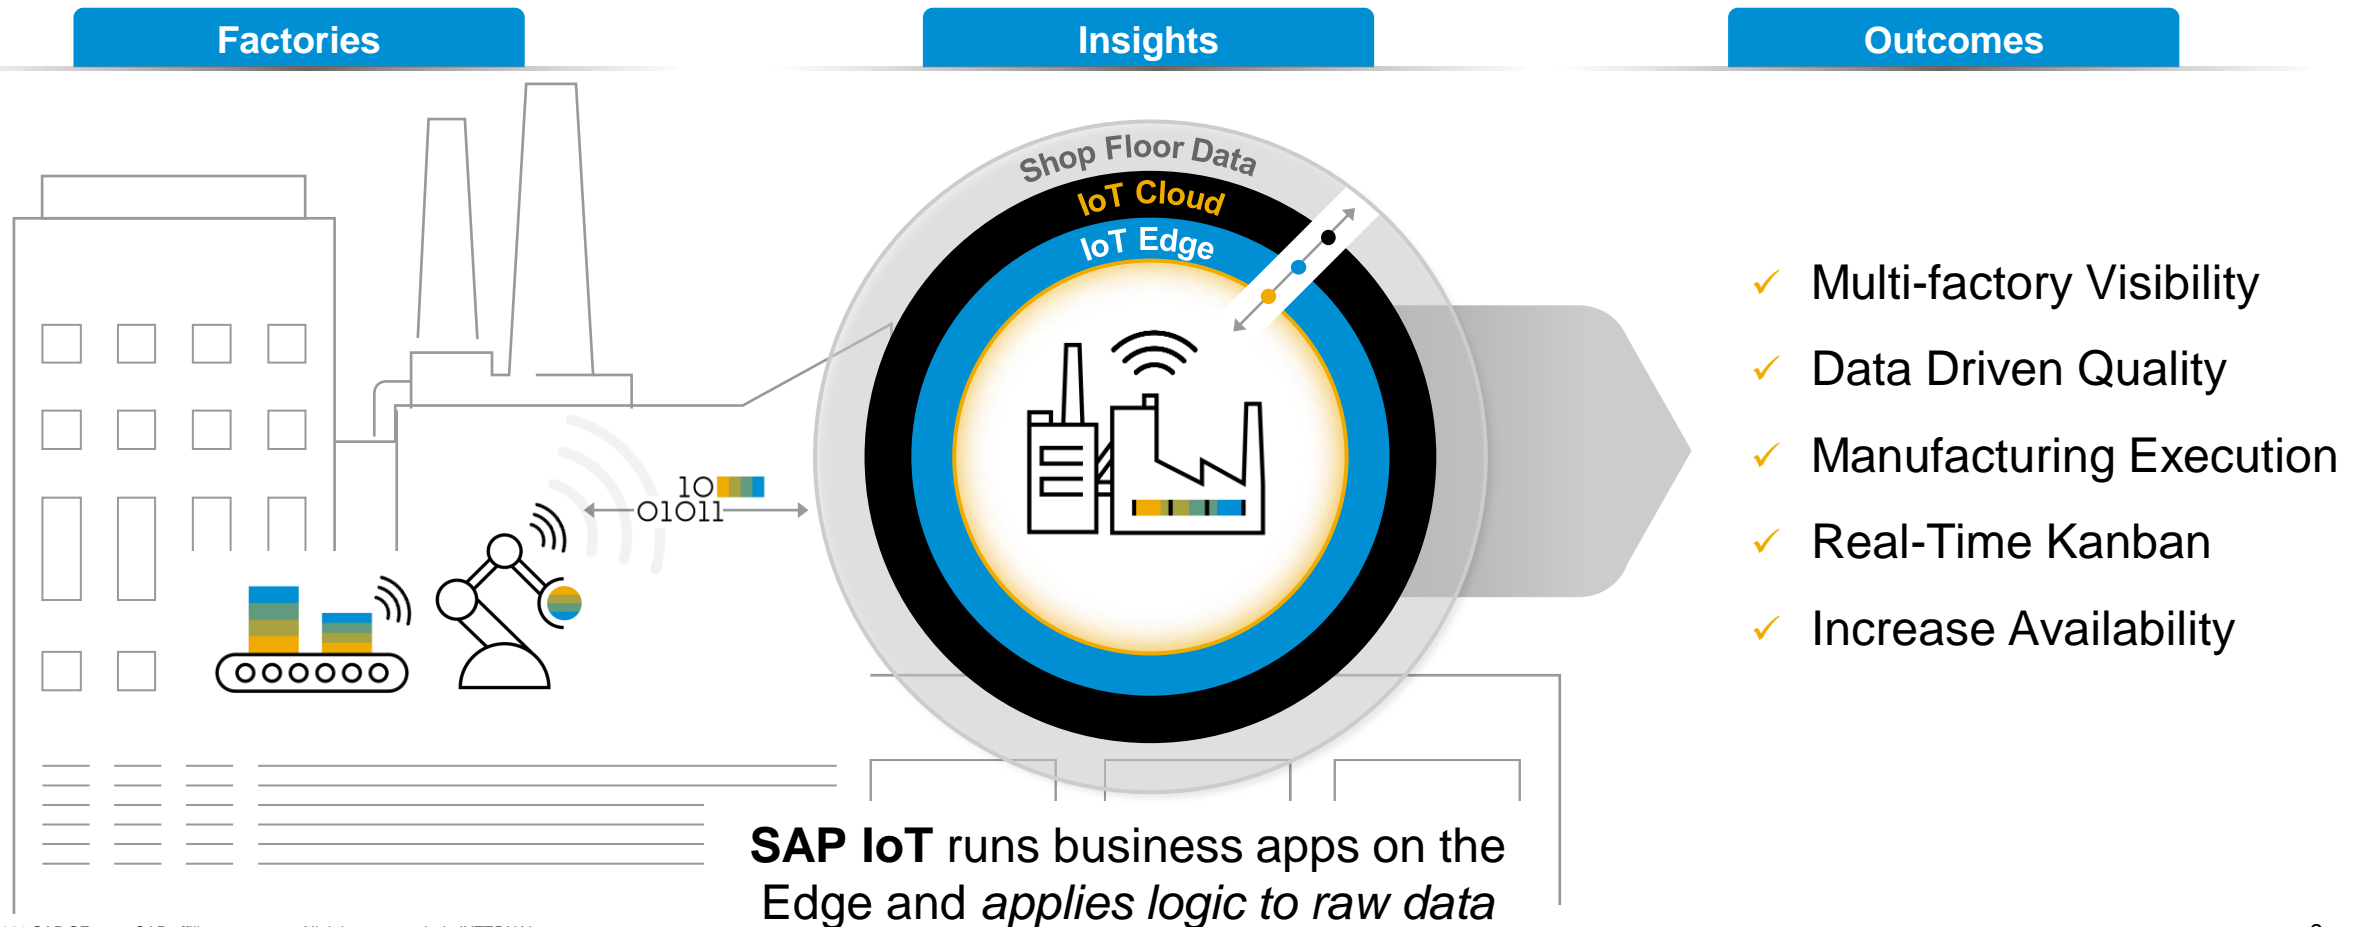 Factories
Insights
Outcomes
Shop Floor Data
IoT Cloud
IoT Edge
10
01011
Multi-factory Visibility
Data Driven Quality
Manufacturing Execution
Real-Time Kanban
Increase Availability
SAP IoT runs business apps on the
Edge and applies logic to raw data